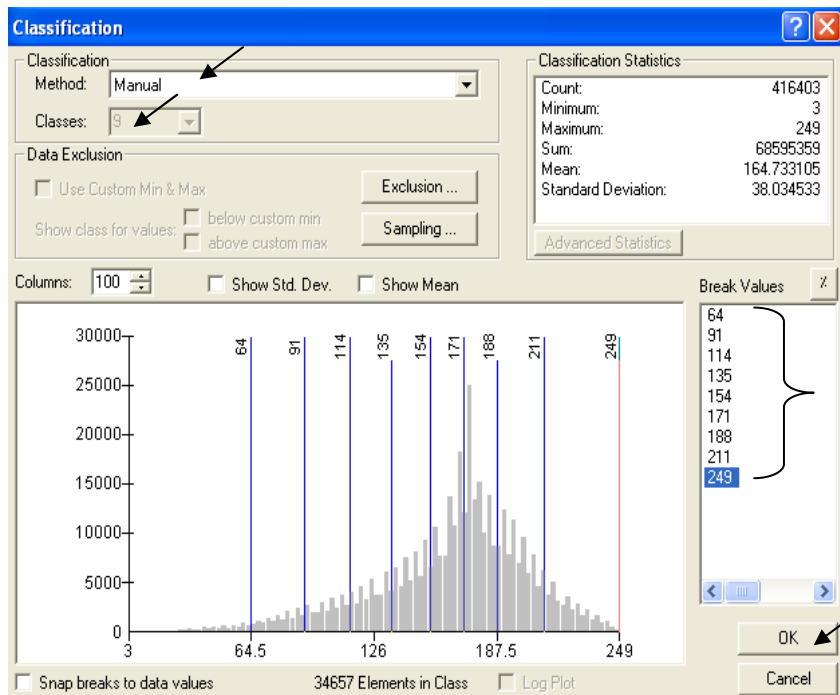 Classification
Classification
Method: Manual
Classes: 9
Classification Statistics
Count: 416403
Minimum: 3
Maximum: 249
Sum: 68595359
Mean: 164.733105
Standard Deviation: 38.034533
Advanced Statistics
Data Exclusion
Use Custom Min & Max
Exclusion ...
Show class for values: below custom min
above custom max
Sampling ...
Columns: 100 Show Std. Dev. Show Mean
Break Values %
64
91
114
135
154
171
188
211
249
30000
25000
20000
15000
10000
5000
0
64 91 114 135 154 171 188 211 249
3 64.5 126 187.5 249
OK
Cancel
Snap breaks to data values 34657 Elements in Class Log Plot